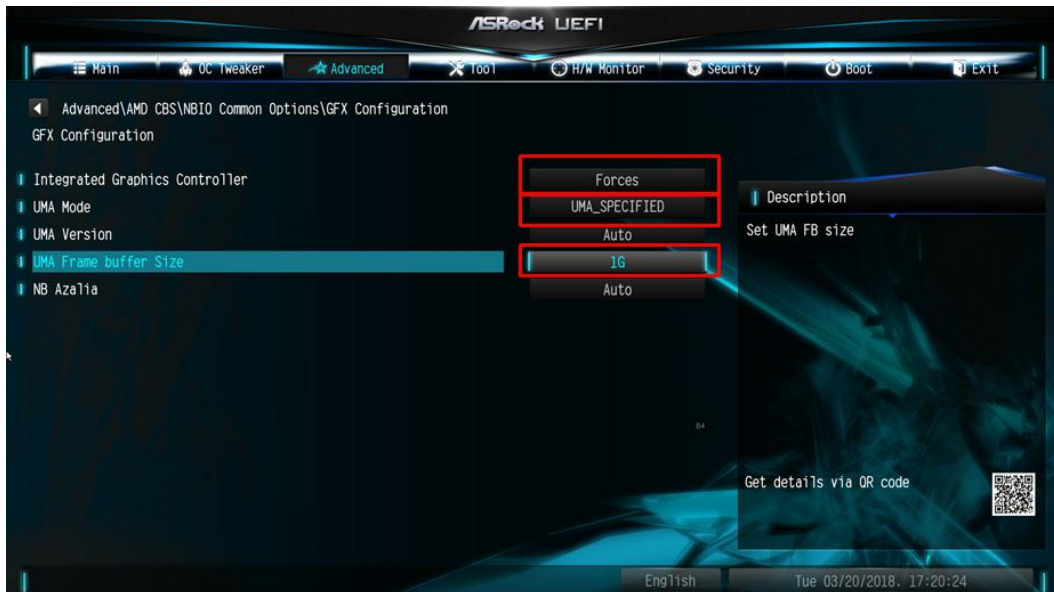 ASRock UEFI
Main OC Tweaker Advanced Tool H/W Monitor Security Boot Exit
Advanced\AMD CBS\NBIO Common Options\GFX Configuration
GFX Configuration
Integrated Graphics Controller Forces
UMA Mode UMA_SPECIFIED
UMA Version Auto
UMA Frame buffer Size 1G
NB Azalia Auto
Description
Set UMA FB size
Get details via QR code
English Tue 03/20/2018. 17:20:24